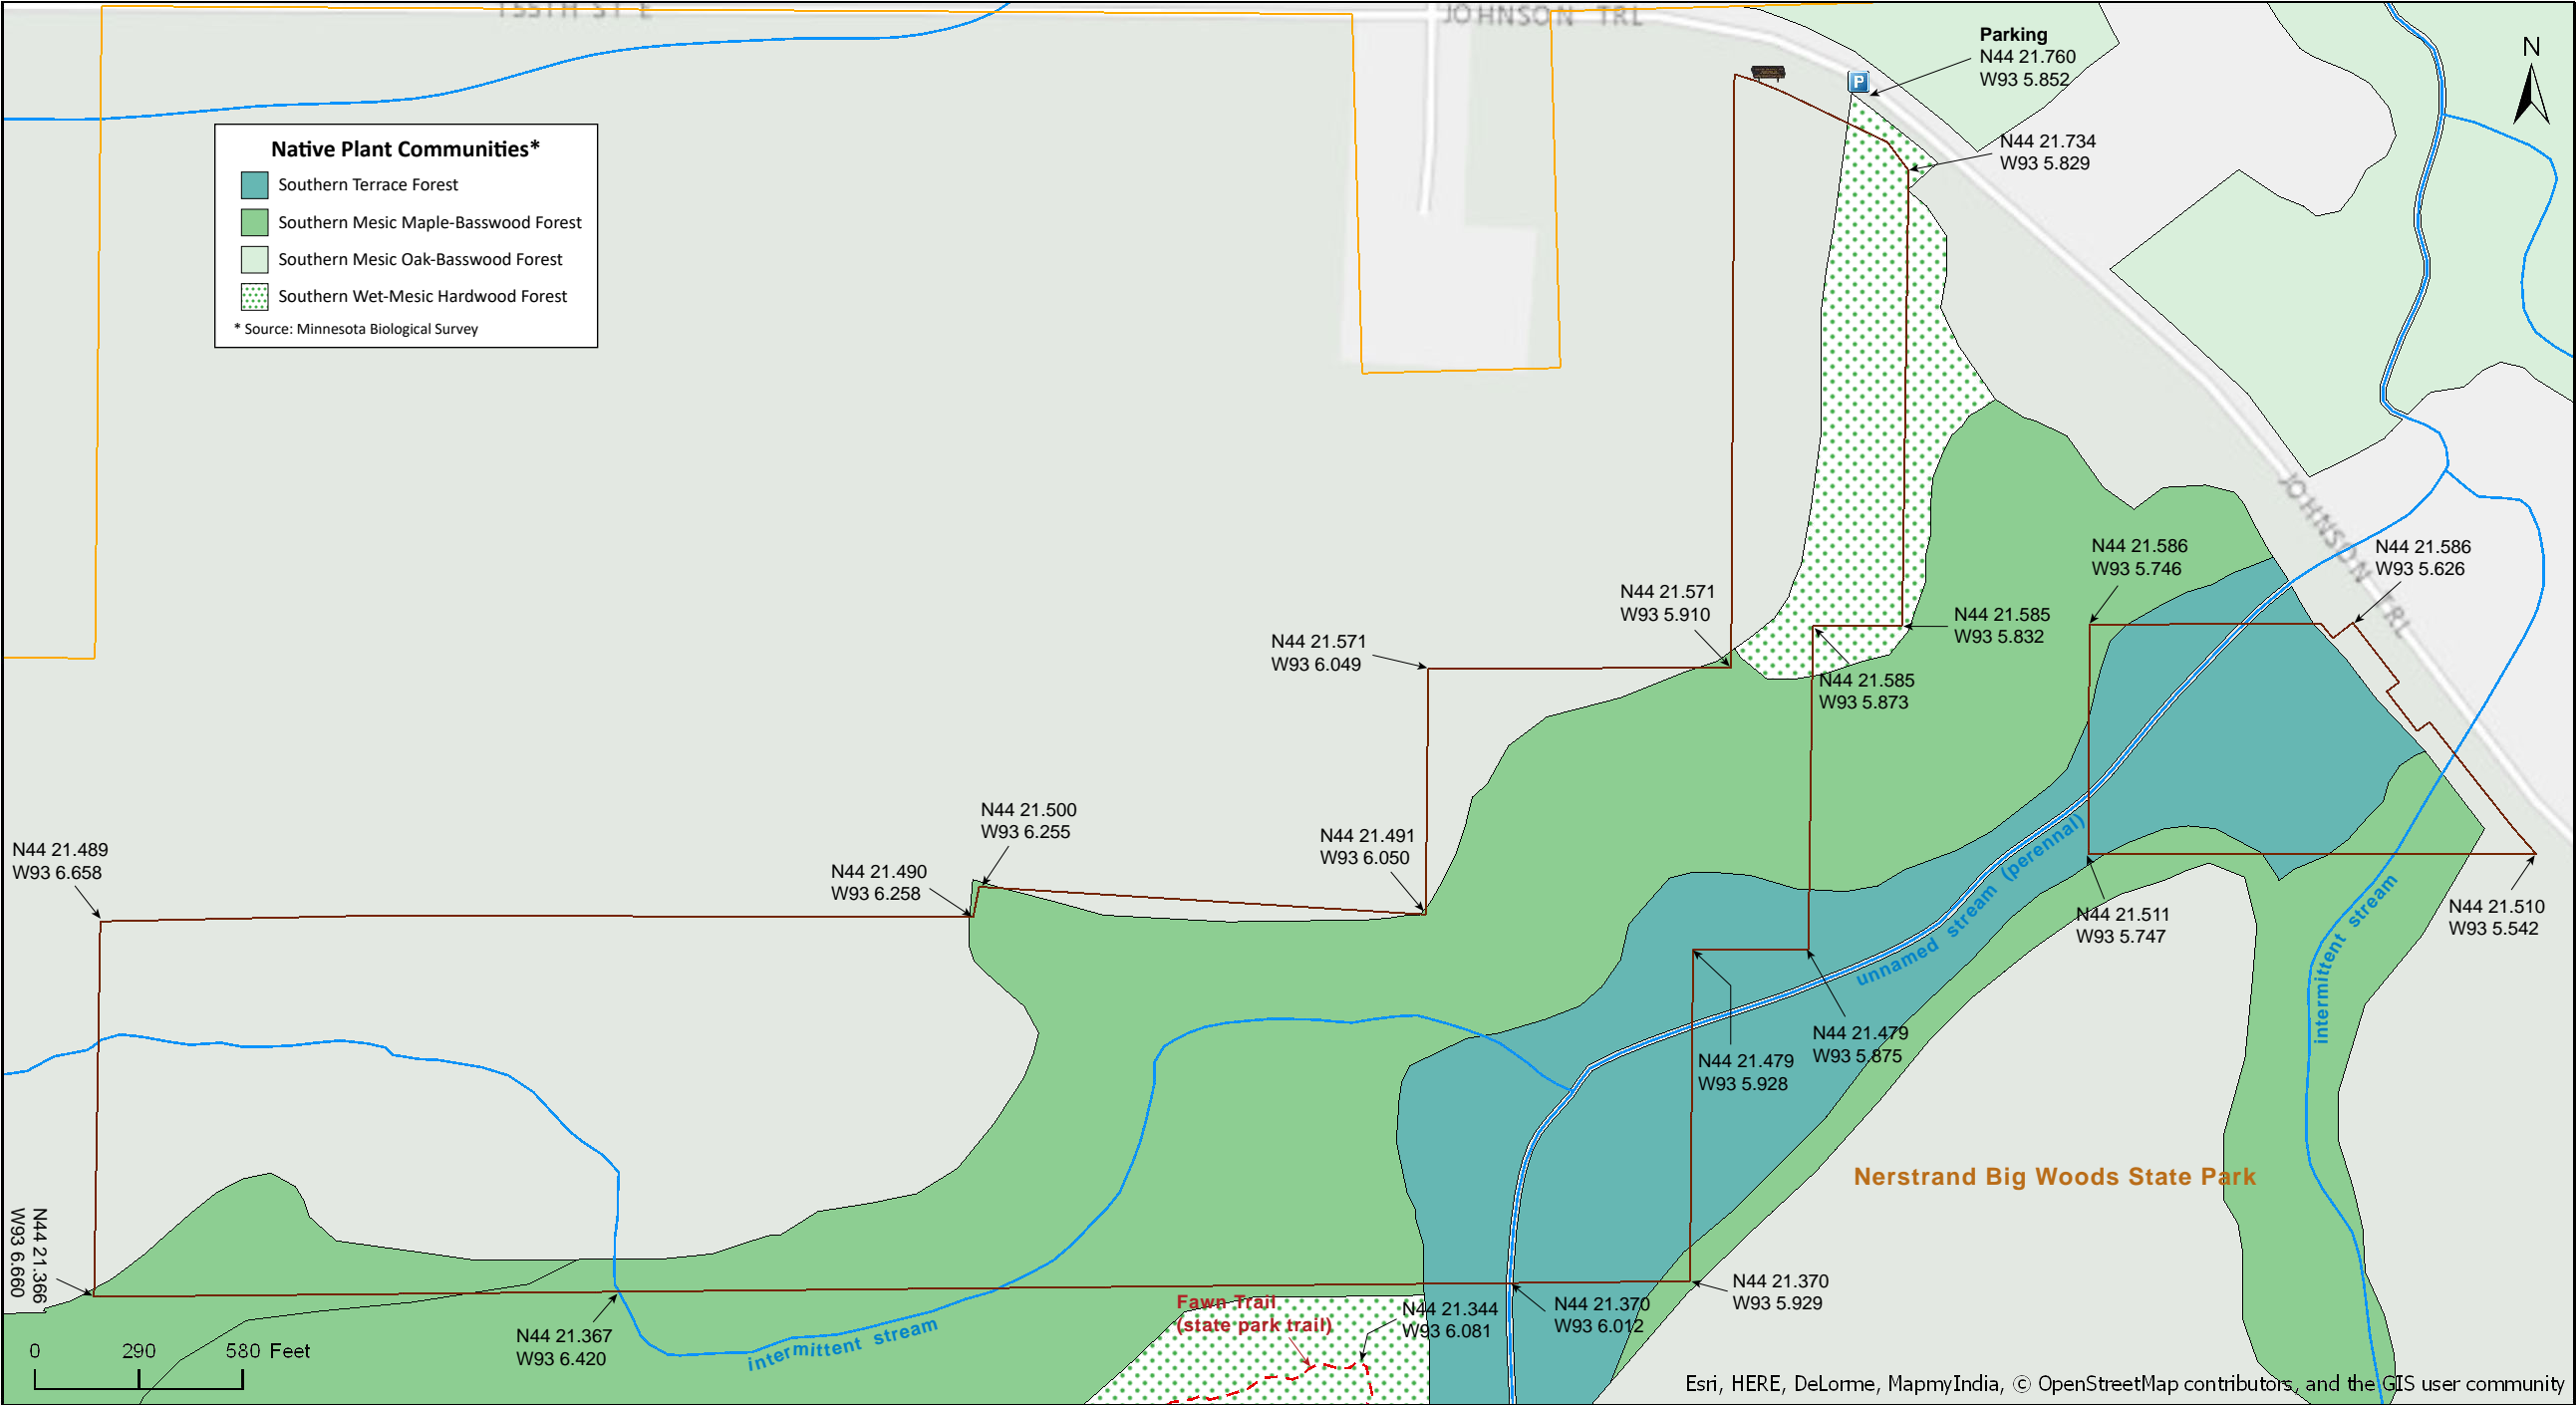 155TH ST E
JOHNSON TRL
Parking
N44 21.760
W93 5.852
N
N44 21.734
W93 5.829
Native Plant Communities*
Southern Terrace Forest
Southern Mesic Maple-Basswood Forest
Southern Mesic Oak-Basswood Forest
Southern Wet-Mesic Hardwood Forest
* Source: Minnesota Biological Survey
P
JOHNSON TRL
N44 21.586
W93 5.746
N44 21.586
W93 5.626
N44 21.571
W93 5.910
N44 21.585
W93 5.832
N44 21.571
W93 6.049
N44 21.585
W93 5.873
N44 21.500
W93 6.255
N44 21.491
W93 6.050
N44 21.489
W93 6.658
N44 21.490
W93 6.258
unnamed stream (perennal)
N44 21.511
W93 5.747
N44 21.510
W93 5.542
intermittent stream
N44 21.479
W93 5.875
N44 21.479
W93 5.928
Nerstrand Big Woods State Park
N44 21.366
W93 6.660
N44 21.370
W93 5.929
Fawn Trail
(state park trail)
N44 21.344
W93 6.081
N44 21.370
W93 6.012
N44 21.367
W93 6.420
intermittent stream
0 290 580 Feet
Esri, HERE, DeLorme, MapmyIndia, © OpenStreetMap contributors, and the GIS user community